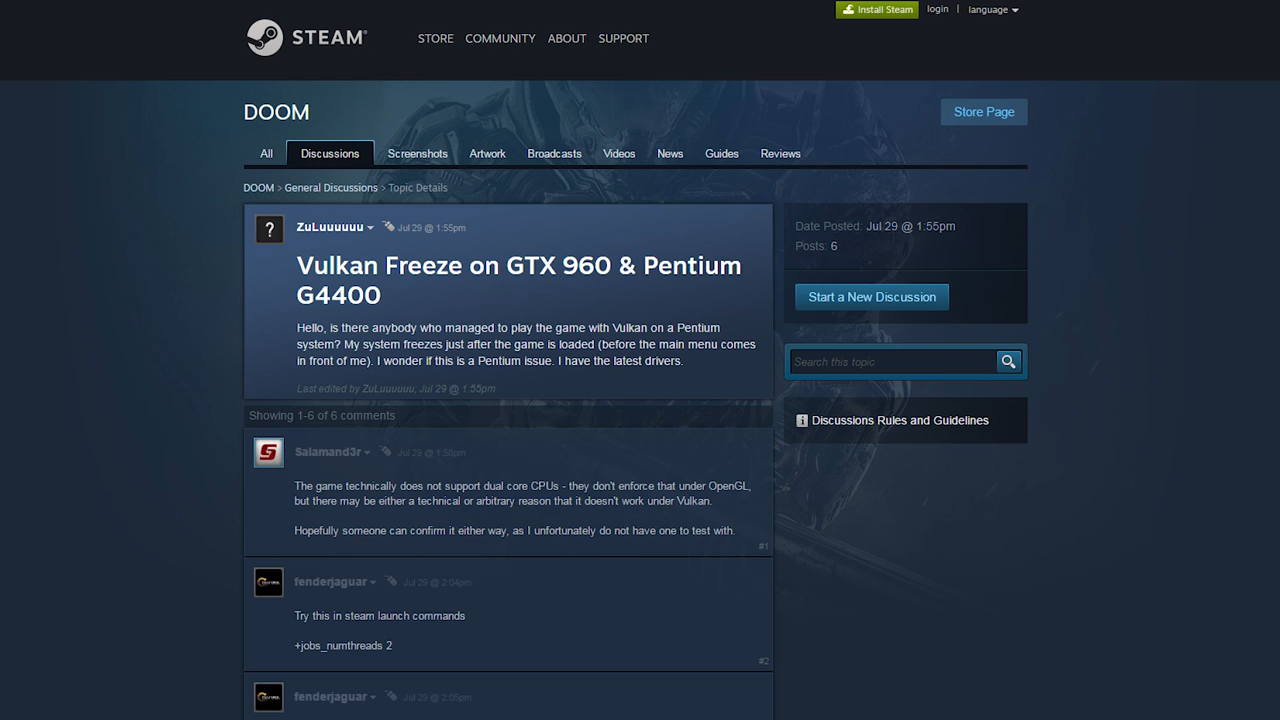 Install Steam
login | language
STEAM®
STORE COMMUNITY ABOUT SUPPORT
DOOM
Store Page
All Discussions Screenshots Artwork Broadcasts Videos News Guides Reviews
DOOM > General Discussions > Topic Details
ZuLuuuuuu Jul 29 @ 1:55pm
Vulkan Freeze on GTX 960 & Pentium
G4400
Hello, is there anybody who managed to play the game with Vulkan on a Pentium
system? My system freezes just after the game is loaded (before the main menu comes
in front of me). I wonder if this is a Pentium issue. I have the latest drivers.
Last edited by ZuLuuuuuu; Jul 29 @ 1:55pm
Date Posted: Jul 29 @ 1:55pm
Posts: 6
Start a New Discussion
Search this topic
Discussions Rules and Guidelines
Showing 1-6 of 6 comments
Salamand3r Jul 29 @ 1:58pm
The game technically does not support dual core CPUs - they don't enforce that under OpenGL,
but there may be either a technical or arbitrary reason that it doesn't work under Vulkan.
Hopefully someone can confirm it either way, as I unfortunately do not have one to test with.
#1
fenderjaguar Jul 29 @ 2:04pm
Try this in steam launch commands
+jobs_numthreads 2
#2
fenderjaguar Jul 29 @ 2:05pm